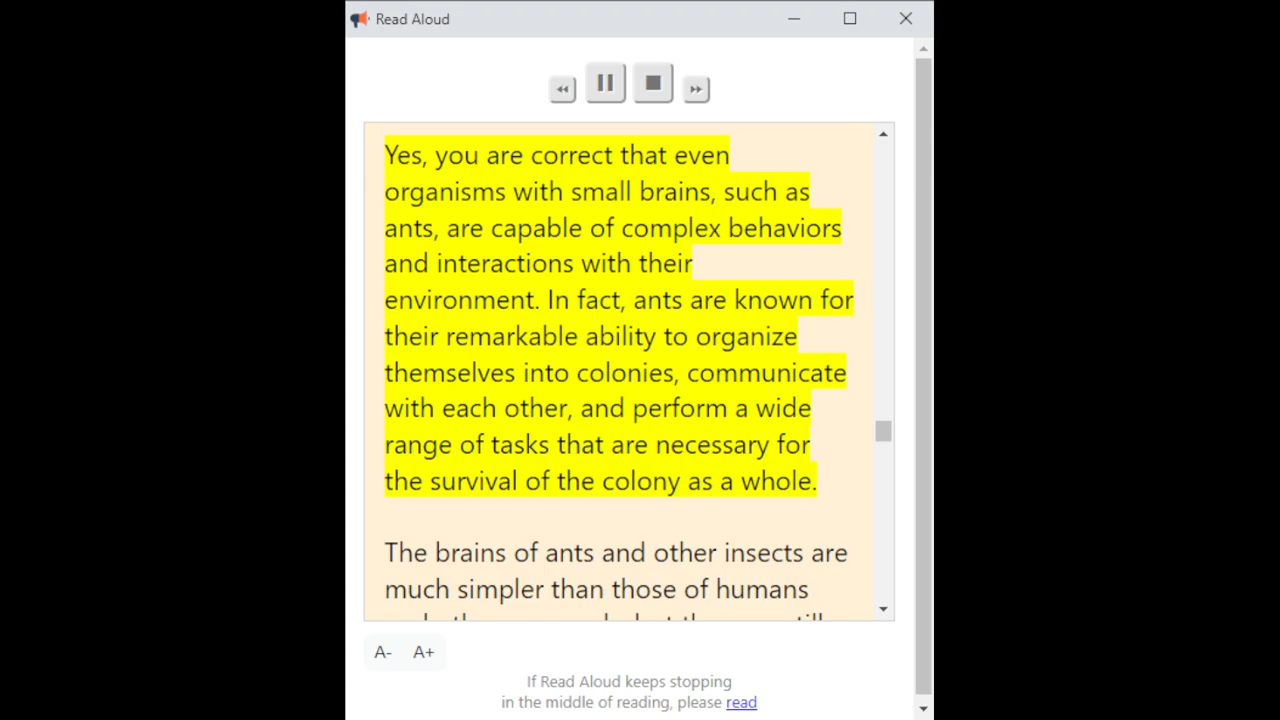 Read Aloud
Yes, you are correct that even
organisms with small brains, such as
ants, are capable of complex behaviors
and interactions with their
environment. In fact, ants are known for
their remarkable ability to organize
themselves into colonies, communicate
with each other, and perform a wide
range of tasks that are necessary for
the survival of the colony as a whole.
The brains of ants and other insects are
much simpler than those of humans
A- A+
If Read Aloud keeps stopping
in the middle of reading, please read